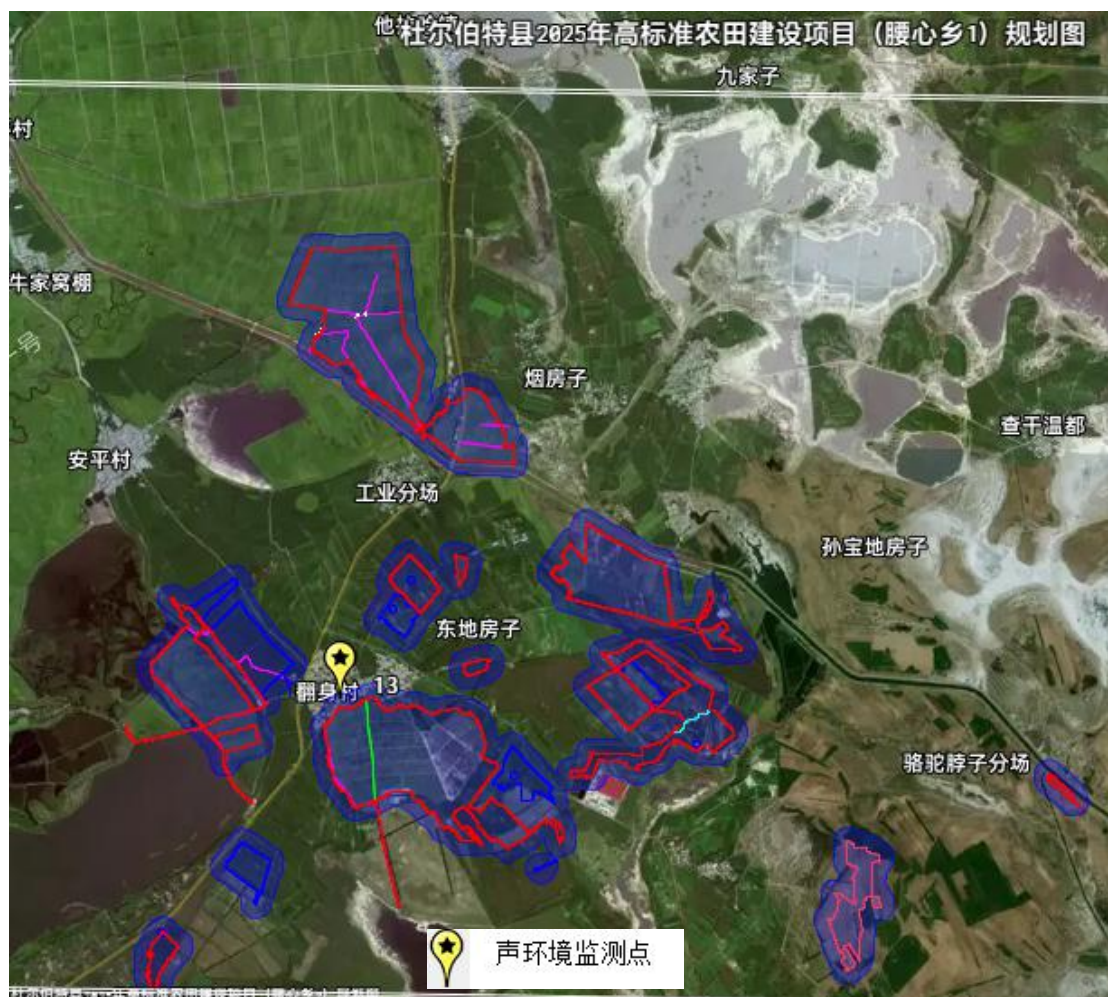 杜尔伯特县2025年高标准农田建设项目（腰心乡1）规划图
九家子
村
牛家窝棚
号
烟房子
查干温都
安平村
工业分场
孙宝地房子
东地房子
翻身村 13
骆驼脖子分场
声环境监测点